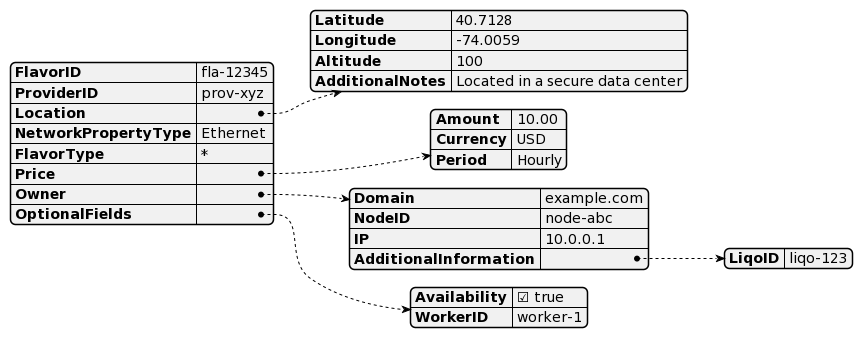 FlavorID fla-12345
ProviderID prov-xyz
Location
NetworkPropertyType Ethernet
FlavorType *
Price
Owner
OptionalFields
Latitude 40.7128
Longitude -74.0059
Altitude 100
AdditionalNotes Located in a secure data center
Amount 10.00
Currency USD
Period Hourly
Domain example.com
NodeID node-abc
IP 10.0.0.1
AdditionalInformation
LiqoID liqo-123
Availability ☑ true
WorkerID worker-1